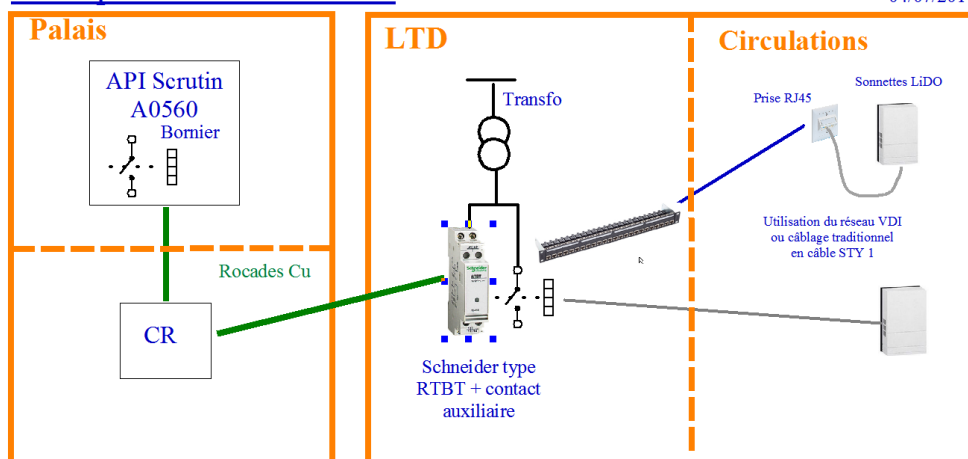 Palais
API Scrutin
A0560
Bornier
Rocades Cu
CR
LTD
Transfo
Schneider
Schneider type
RTBT + contact
auxiliaire
Circulations
Sonnettes LiDO
Prise RJ45
Utilisation du réseau VDI
ou câblage traditionnel
en câble STY 1